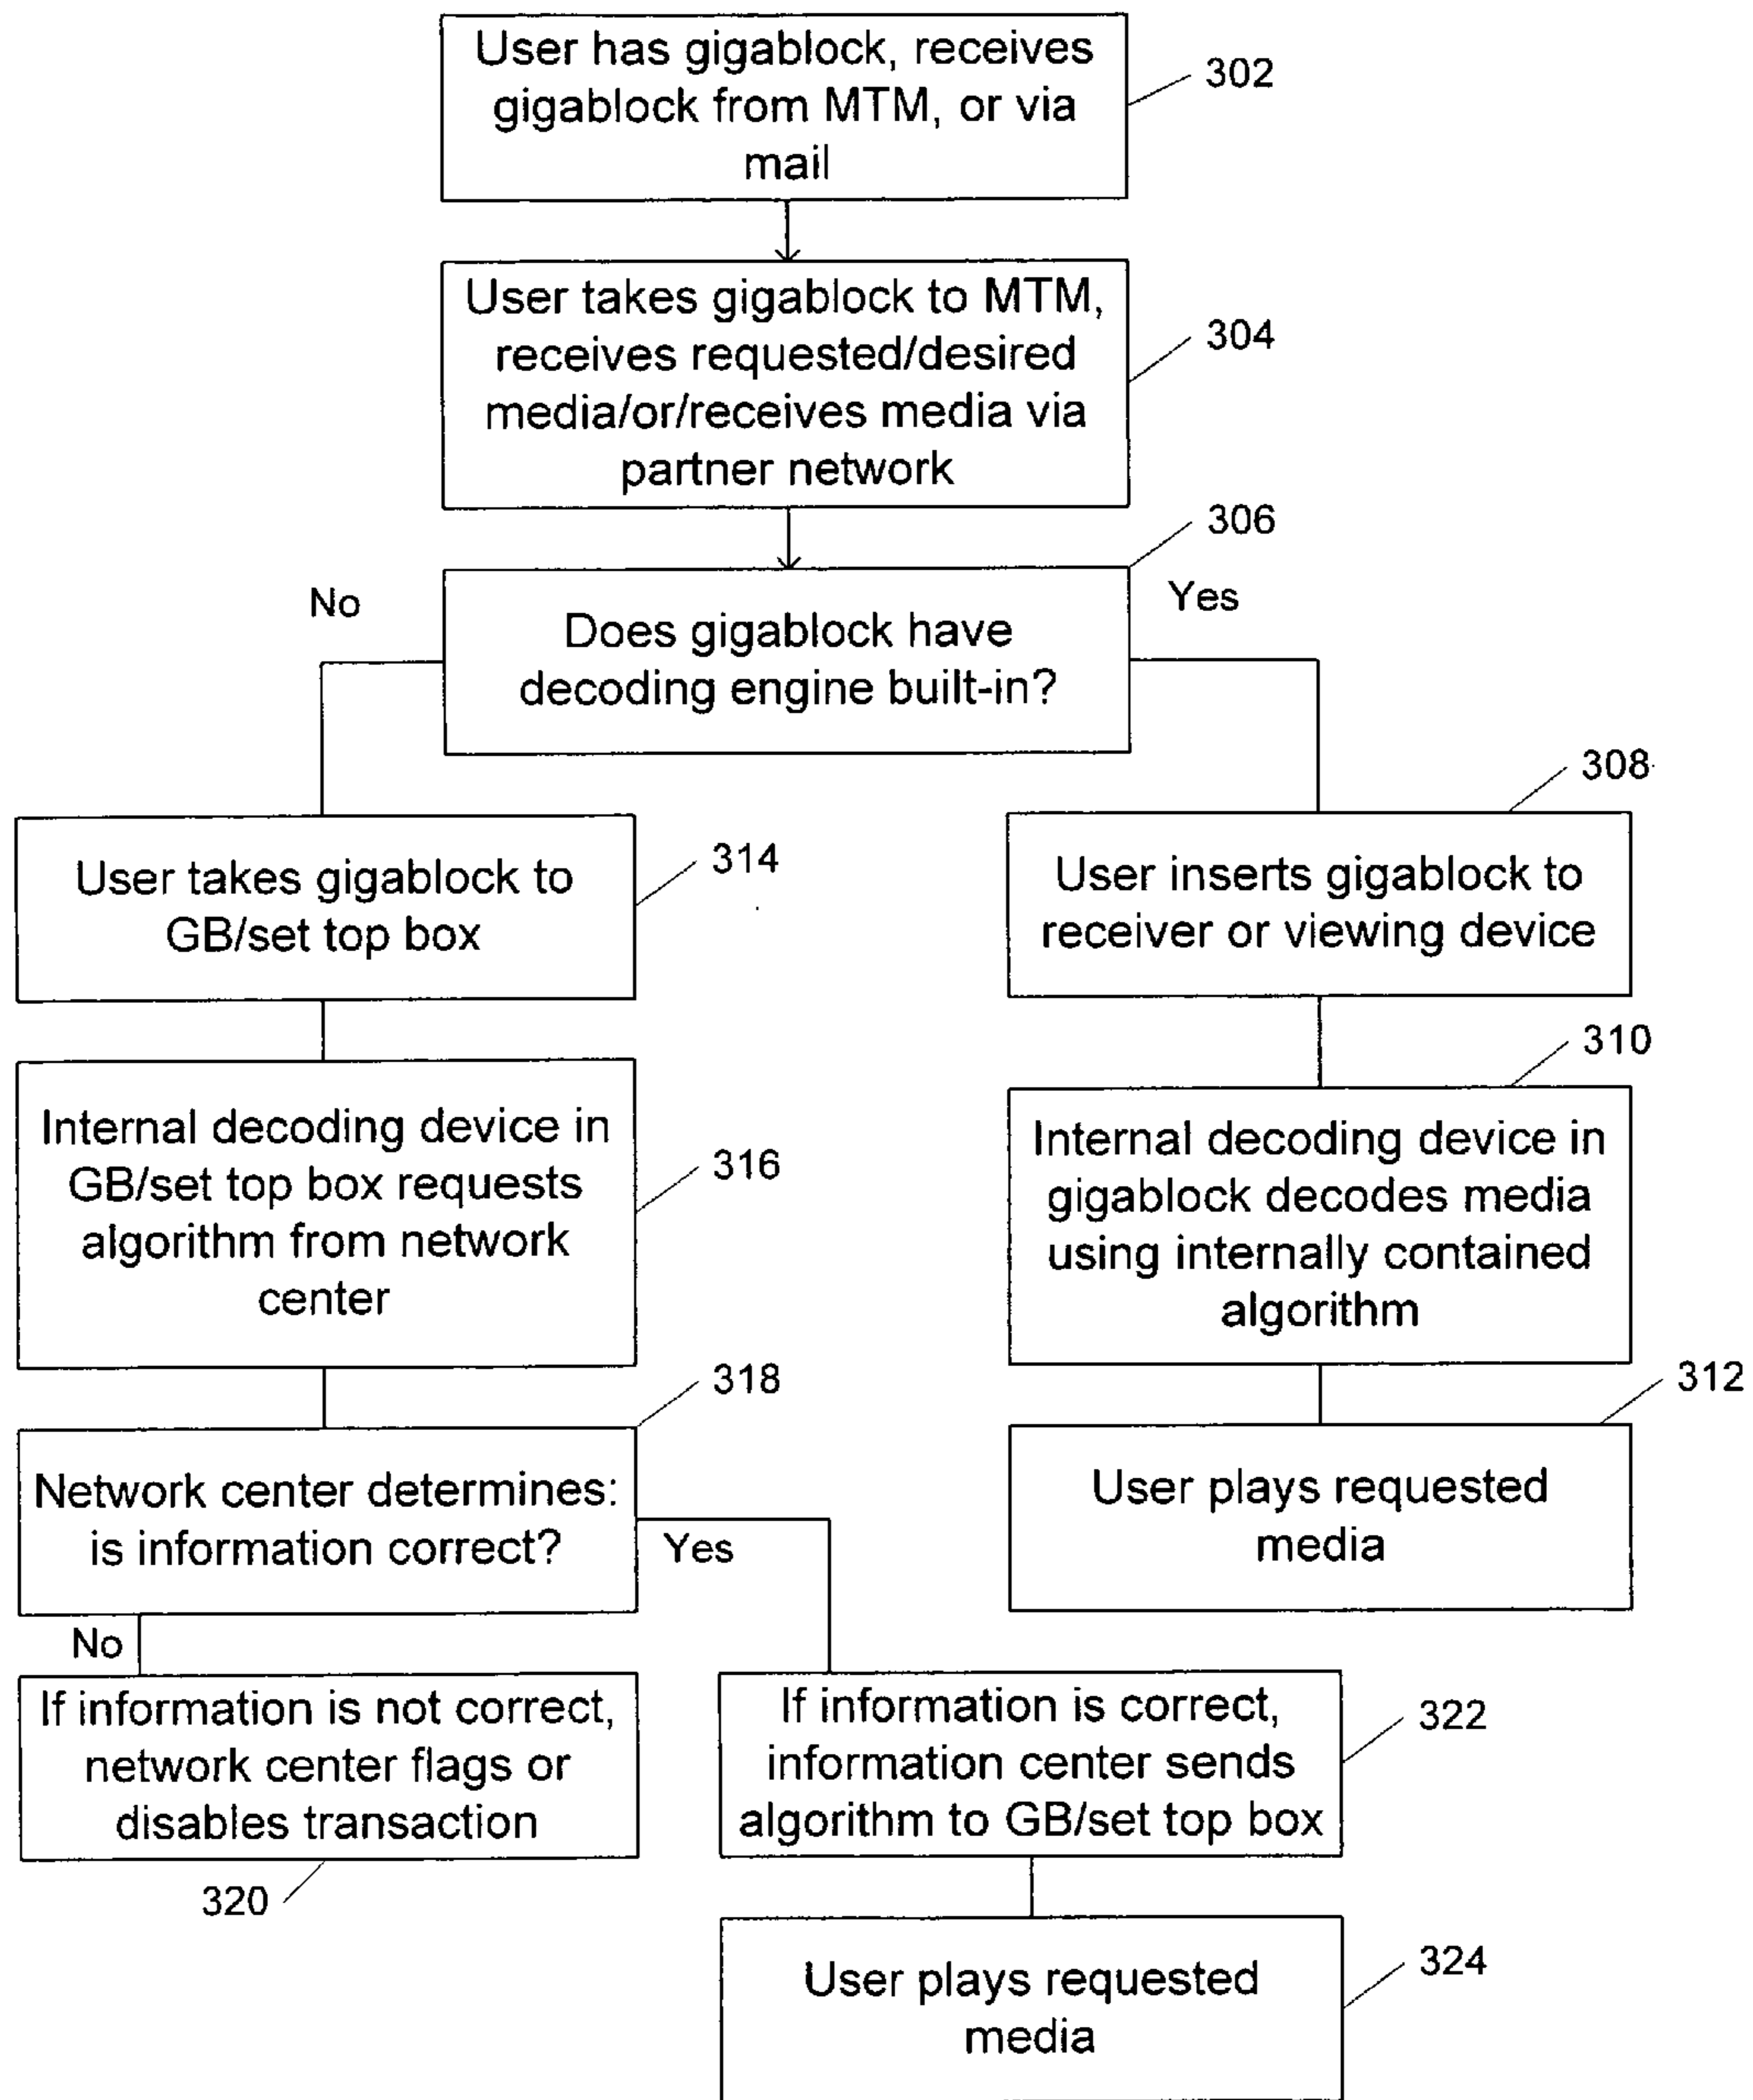 User has gigablock, receives
gigablock from MTM, or via
mail
302
User takes gigablock to MTM,
receives requested/desired
media/or/receives media via
partner network
304
306
No
Yes
Does gigablock have
decoding engine built-in?
308
User takes gigablock to
GB/set top box
314
User inserts gigablock to
receiver or viewing device
310
Internal decoding device in
GB/set top box requests
algorithm from network
center
316
Internal decoding device in
gigablock decodes media
using internally contained
algorithm
318
312
Network center determines:
is information correct?
Yes
User plays requested
media
No
If information is not correct,
network center flags or
disables transaction
320
If information is correct,
information center sends
algorithm to GB/set top box
322
User plays requested
media
324